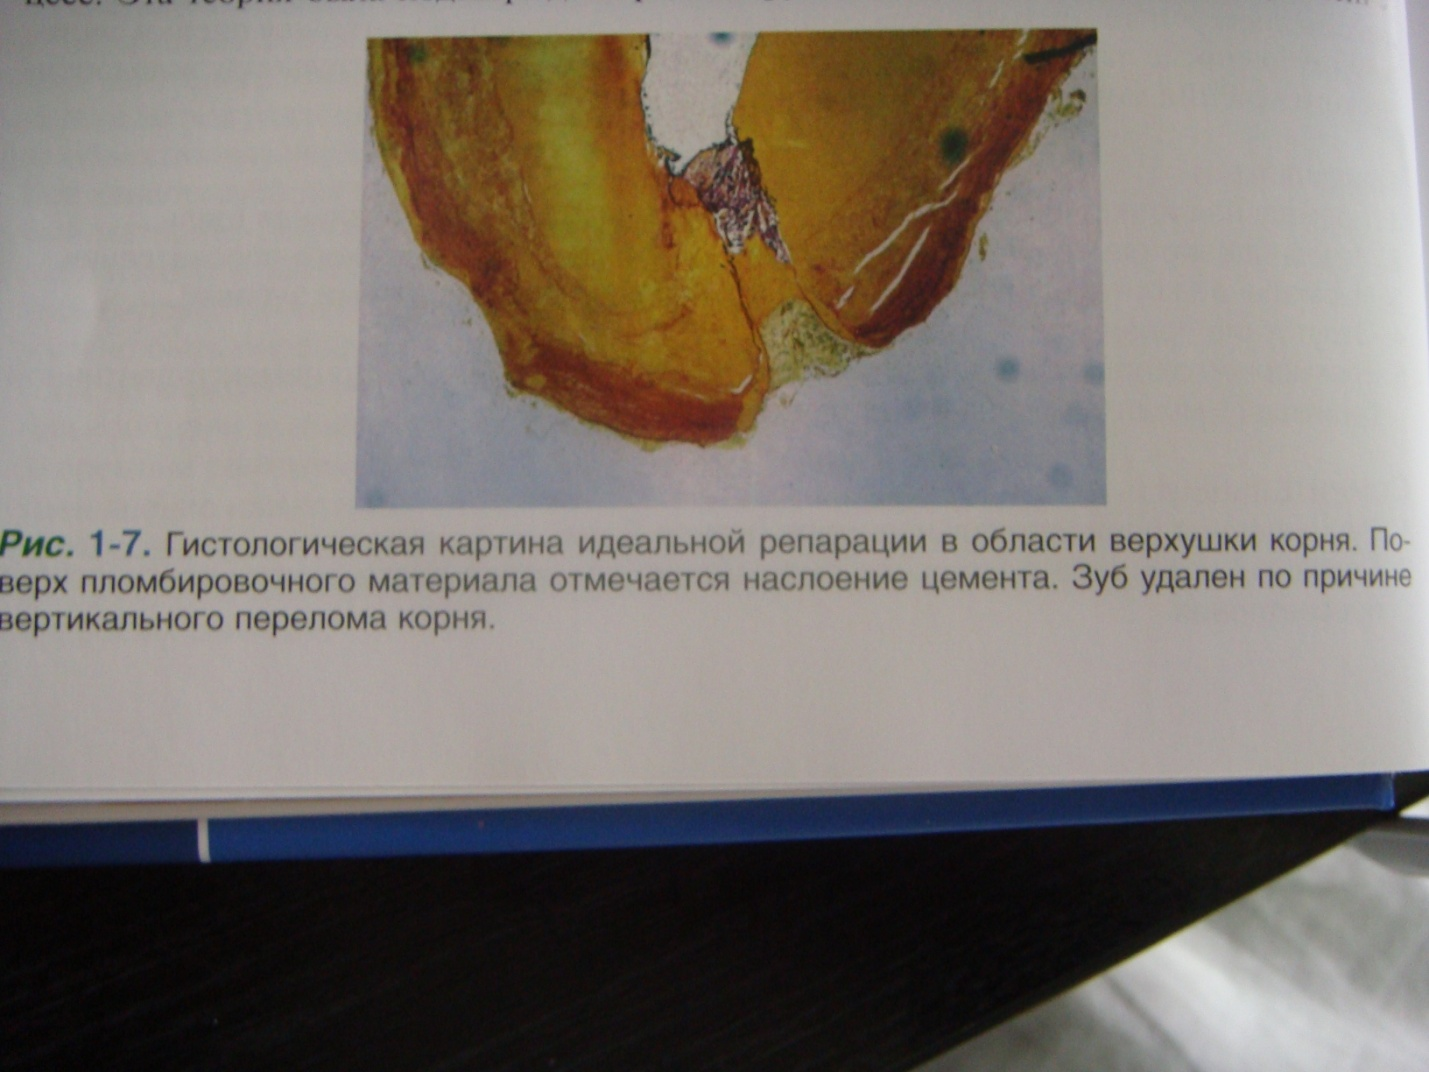 Рис. 1-7. Гистологическая картина идеальной репарации в области верхушки корня. По-
верх пломбировочного материала отмечается наслоение цемента. Зуб удален по причине
вертикального перелома корня.